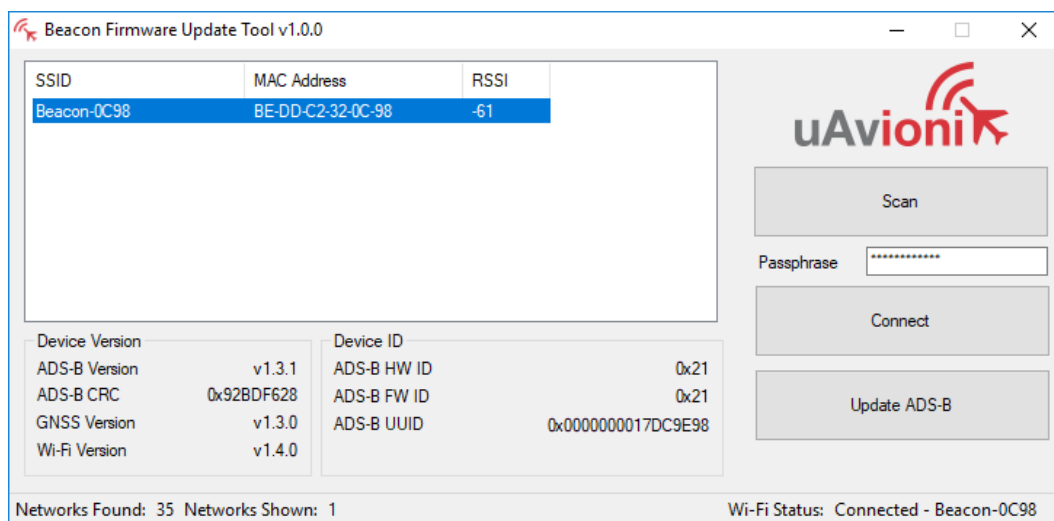 Beacon Firmware Update Tool v1.0.0
SSID MAC Address RSSI
Beacon-0C98 BE-DD-C2-32-0C-98 -61
uAvionix
Scan
Passphrase ************
Connect
Update ADS-B
Device Version
ADS-B Version v1.3.1
ADS-B CRC 0x92BDF628
GNSS Version v1.3.0
Wi-Fi Version v1.4.0
Device ID
ADS-B HW ID 0x21
ADS-B FW ID 0x21
ADS-B UUID 0x0000000017DC9E98
Networks Found: 35 Networks Shown: 1
Wi-Fi Status: Connected - Beacon-0C98